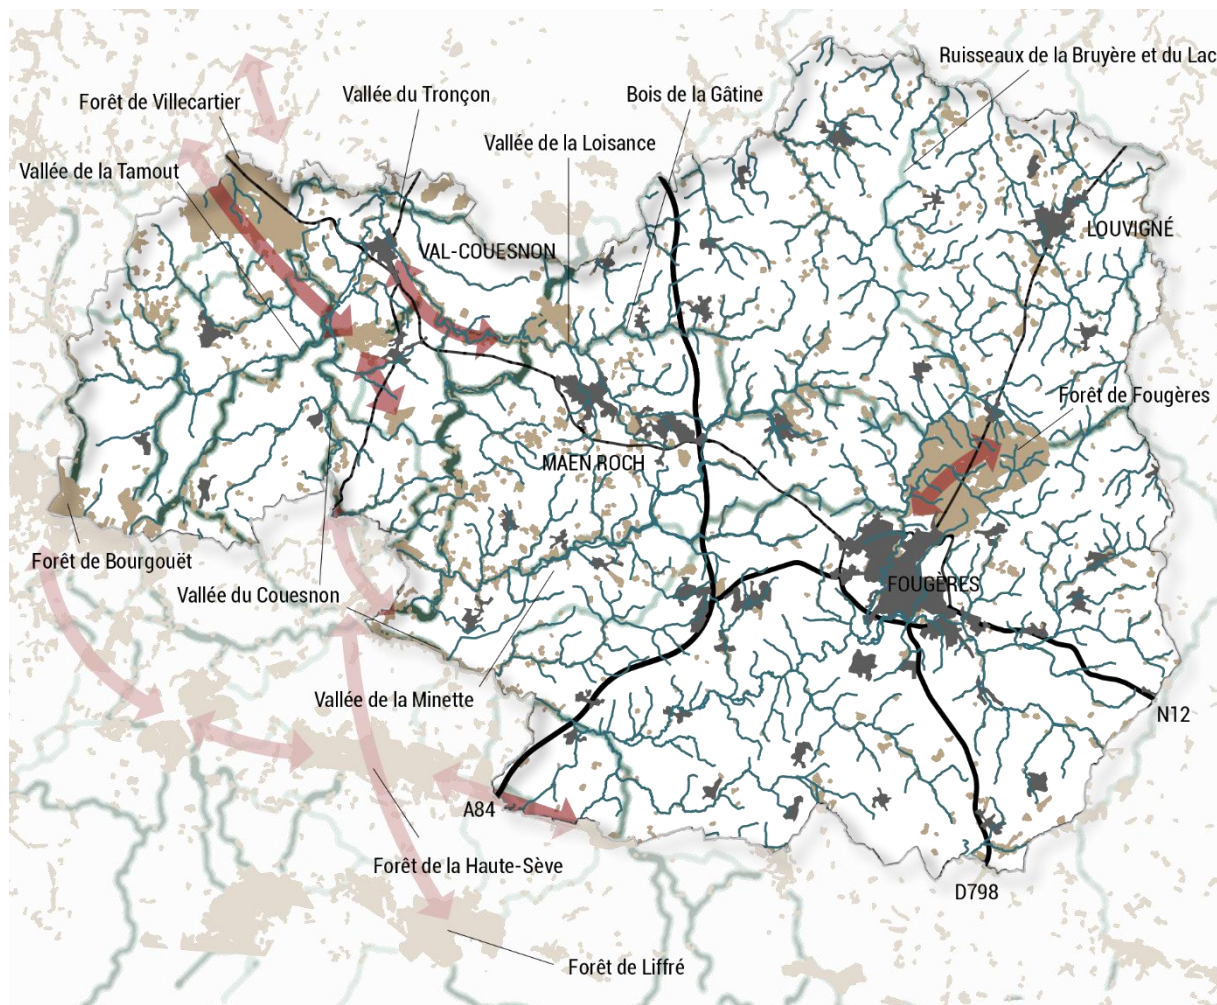 Ruisseaux de la Bruyère et du Lac
Forêt de Villecartier
Vallée du Tronçon
Bois de la Gâtine
Vallée de la Loisance
Vallée de la Tamout
LOUVIGNÉ
VAL-COUESNON
Forêt de Fougères
MAEN ROCH
Forêt de Bourgouët
FOUGÈRES
Vallée du Couesnon
Vallée de la Minette
N12
A84
Forêt de la Haute-Sève
D798
Forêt de Liffré